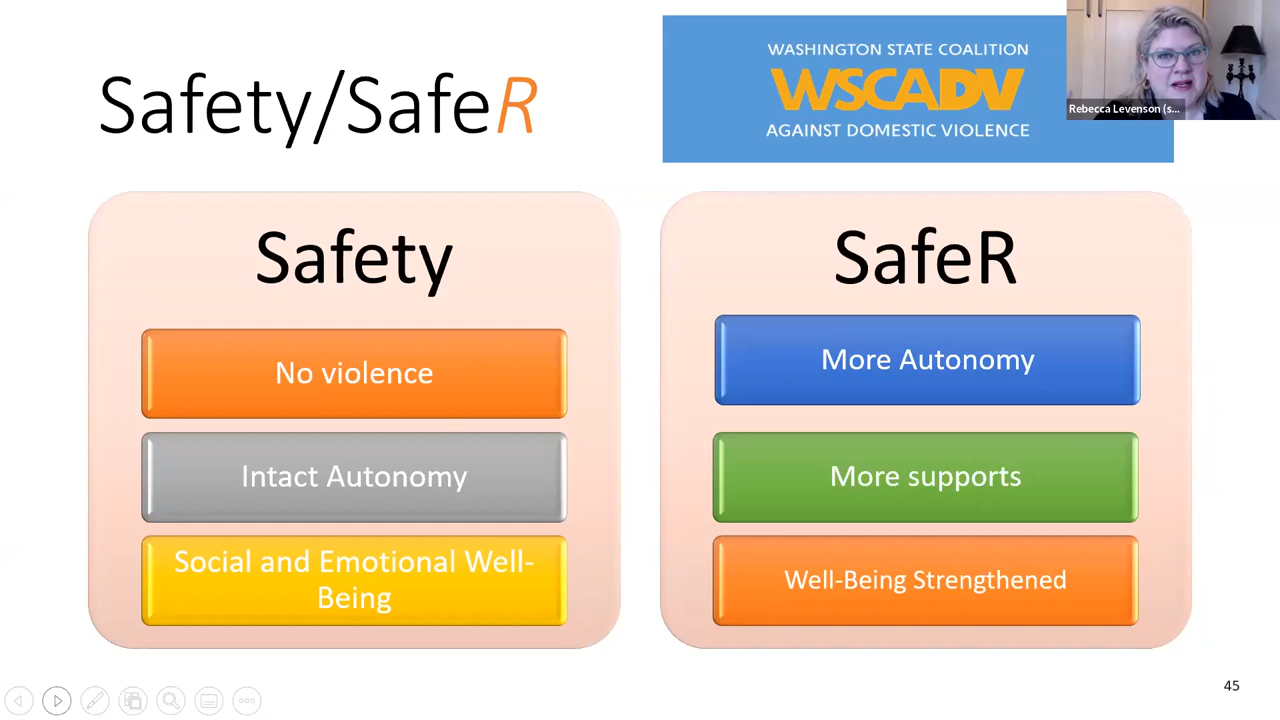 Safety/SafeR
WASHINGTON STATE COALITION
WSCADV
AGAINST DOMESTIC VIOLENCE
Rebecca Levenson (s...
Safety
No violence
Intact Autonomy
Social and Emotional Well-
Being
SafeR
More Autonomy
More supports
Well-Being Strengthened
45